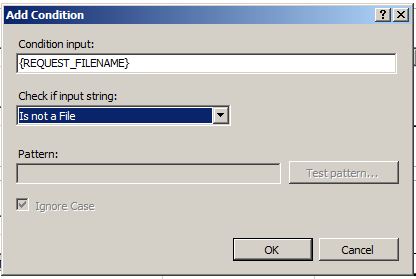 Add Condition
Condition input:
{REQUEST_FILENAME}
Check if input string:
Is not a File
Pattern:
Test pattern...
Ignore Case
OK
Cancel